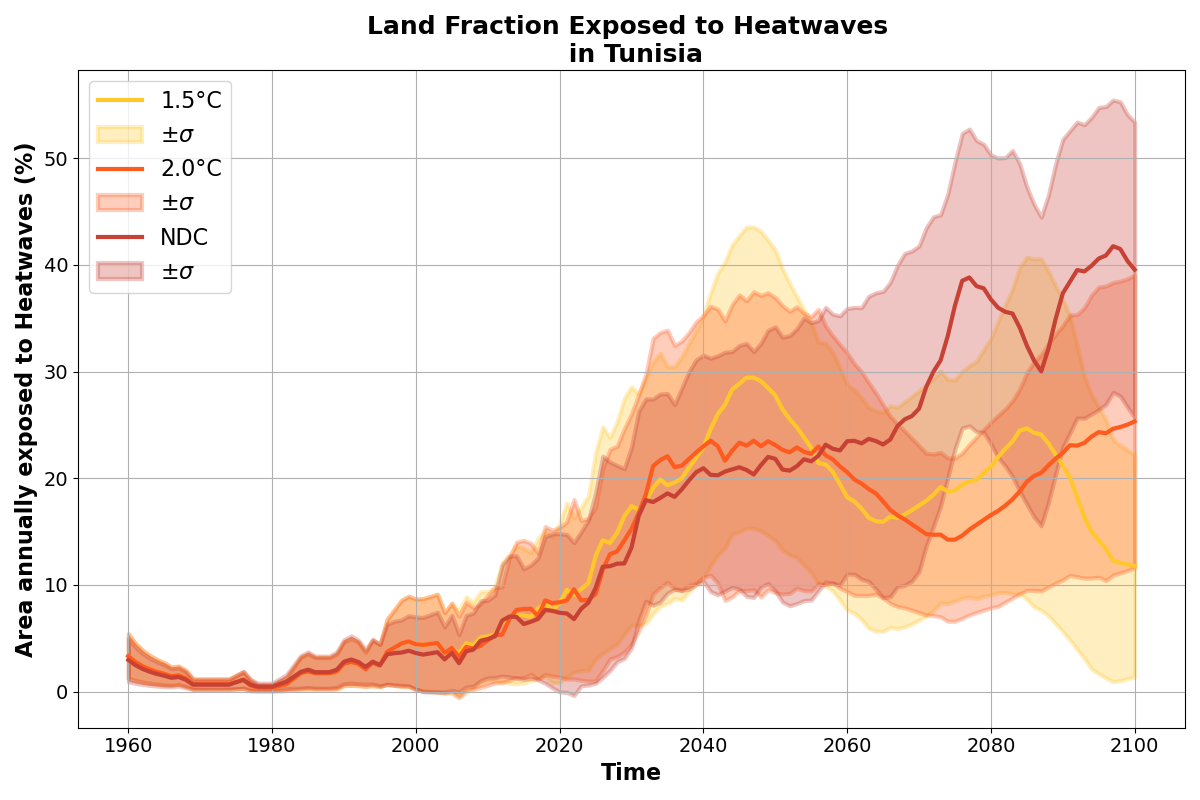 Land Fraction Exposed to Heatwaves
in Tunisia
Area annually exposed to Heatwaves (%)
1.5°C
±σ
2.0°C
±σ
NDC
±σ
50
40
30
20
10
0
1960 1980 2000 2020 2040 2060 2080 2100
Time